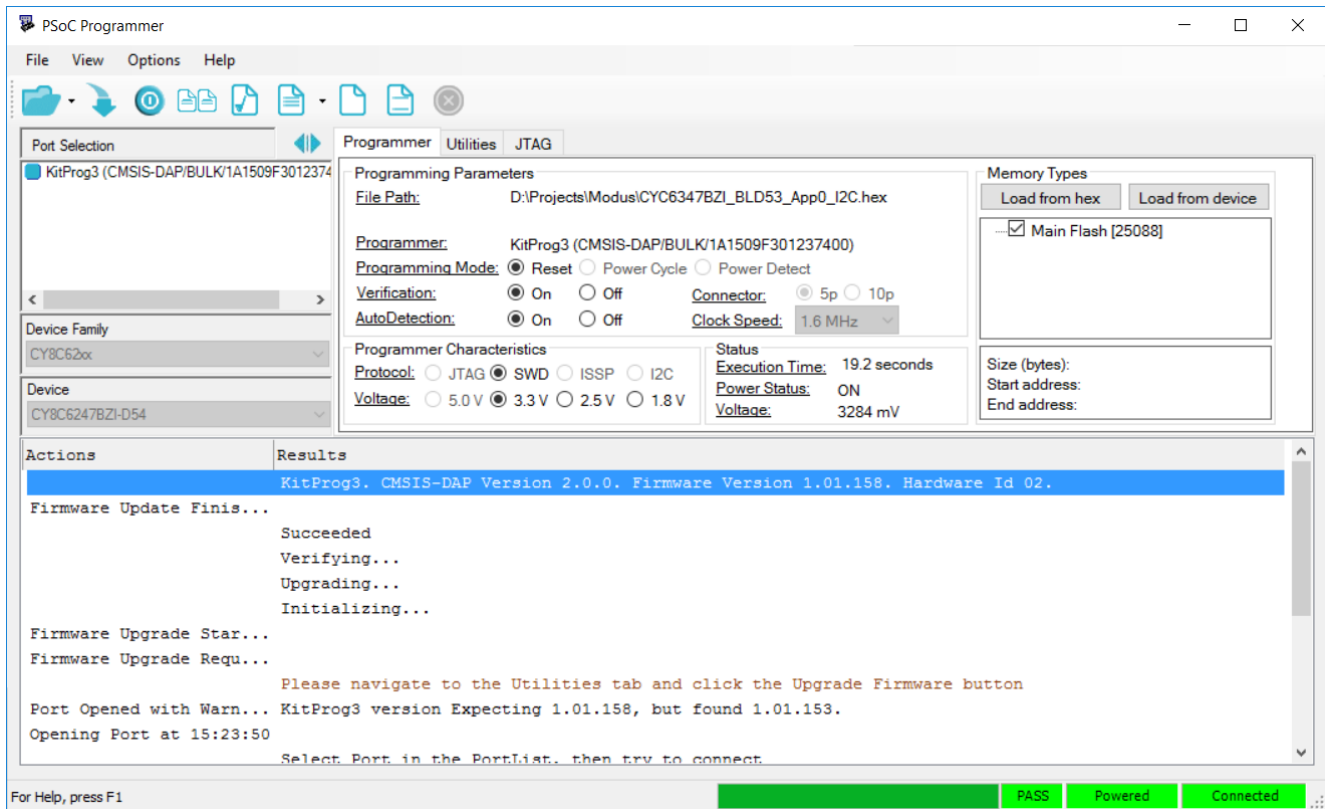 PSoC Programmer
File View Options Help
Port Selection
KitProg3 (CMSIS-DAP/BULK/1A1509F3012374
Device Family
CY8C62xx
Device
CY8C6247BZI-D54
Programmer Utilities JTAG
Programming Parameters
File Path: D:\Projects\Modus\CYC6347BZI_BLD53_App0_I2C.hex
Programmer: KitProg3 (CMSIS-DAP/BULK/1A1509F301237400)
Programming Mode: Reset Power Cycle Power Detect
Verification: On Off Connector: 5p 10p
AutoDetection: On Off Clock Speed: 1.6 MHz
Programmer Characteristics
Protocol: JTAG SWD ISSP I2C
Voltage: 5.0 V 3.3 V 2.5 V 1.8 V
Status
Execution Time: 19.2 seconds
Power Status: ON
Voltage: 3284 mV
Memory Types
Load from hex Load from device
Main Flash [25088]
Size (bytes):
Start address:
End address:
Actions Results
KitProg3. CMSIS-DAP Version 2.0.0. Firmware Version 1.01.158. Hardware Id 02.
Firmware Update Finis...
Succeeded
Verifying...
Upgrading...
Initializing...
Firmware Upgrade Star...
Firmware Upgrade Requ...
Please navigate to the Utilities tab and click the Upgrade Firmware button
Port Opened with Warn... KitProg3 version Expecting 1.01.158, but found 1.01.153.
Opening Port at 15:23:50
Select Port in the PortList, then try to connect
For Help, press F1
PASS Powered Connected